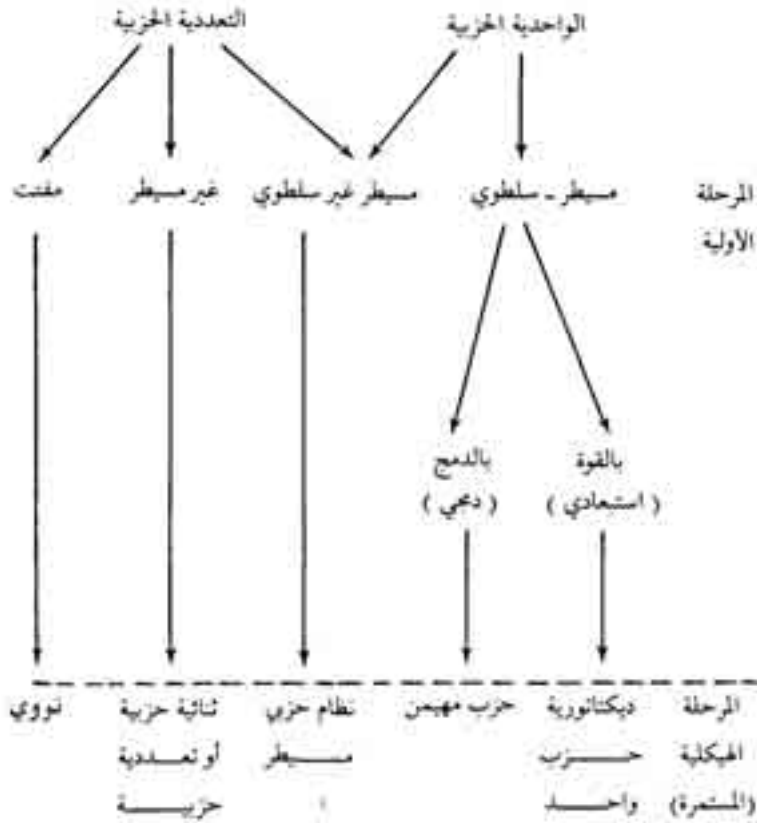 الواحدية الحزبية
التعددية الحزبية
المرحلة
الأولية
مسيطر - سلطوي
مسيطر غير سلطوي
غير مسيطر
مفتت
بالقوة
( استبعادي )
بالدمج
( دمجي )
المرحلة
الهيكلية
(المستمرة)
ديكتاتورية
حزب
واحد
حزب مهيمن
نظام حزبي
مسيطر
ثنائية حزبية
أو تعددية
حزبية
نووي